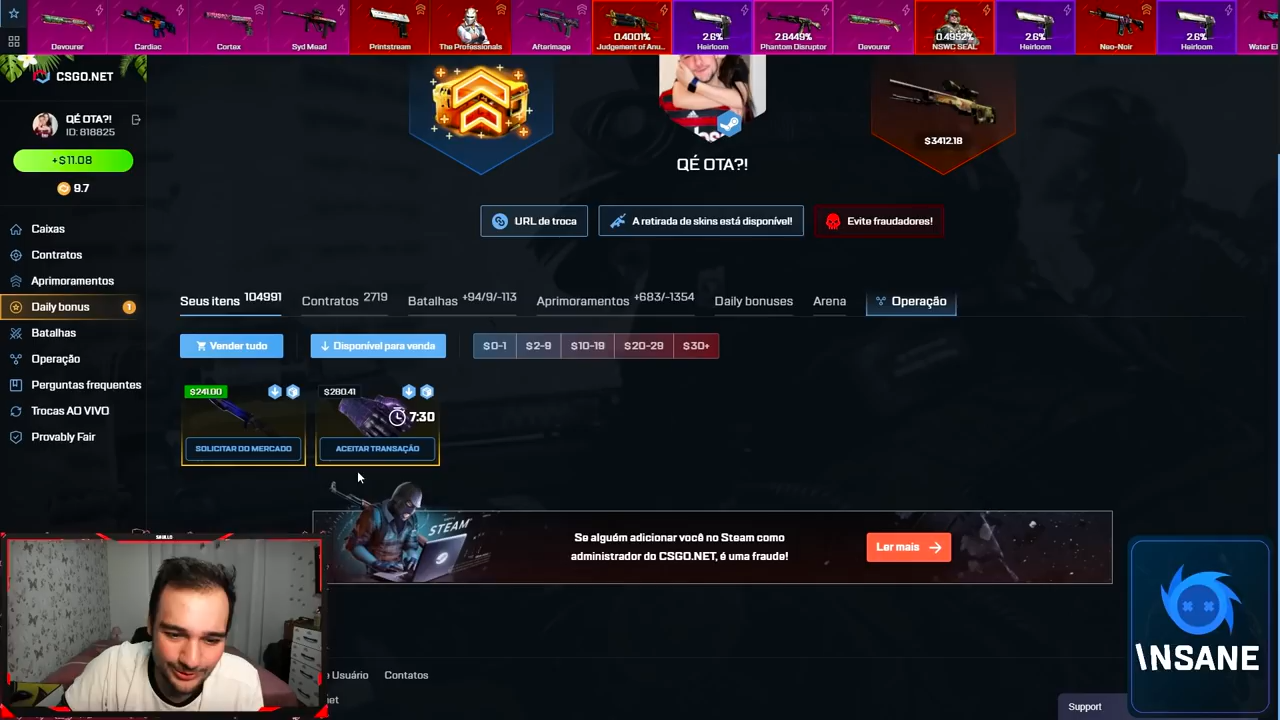 Devourer
Cardiac
Cortex
Syd Mead
Printstream
The Professionals
Afterimage
0.4001%
Judgement of Anu...
2.6%
Heirloom
2.8449%
Phantom Disruptor
Devourer
0.4952%
NSWC SEAL
2.6%
Heirloom
Neo-Noir
2.6%
Heirloom
Water El
CSGO.NET
QÉ OTA?!
ID: 818825
+$11.08
9.7
Caixas
Contratos
Aprimoramentos
Daily bonus 1
Batalhas
Operação
Perguntas frequentes
Trocas AO VIVO
Provably Fair
$3412.18
QÉ OTA?!
URL de troca
A retirada de skins está disponível!
Evite fraudadores!
Seus itens 104991
Contratos 2719
Batalhas +94/9/-113
Aprimoramentos +683/-1354
Daily bonuses
Arena
Operação
Vender tudo
Disponível para venda
$0-1
$2-9
$10-19
$20-29
$30+
$241.00
SOLICITAR DO MERCADO
$280.41
7:30
ACEITAR TRANSAÇÃO
STEAM
Se alguém adicionar você no Steam como
administrador do CSGO.NET, é uma fraude!
Ler mais
SAULLO
Usuário
Contatos
net
INSANE
Support